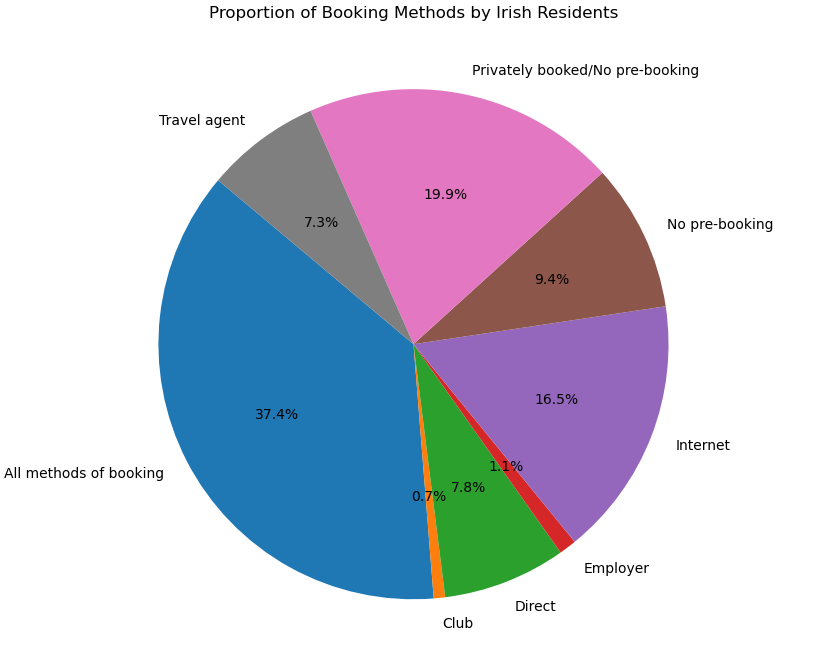 Proportion of Booking Methods by Irish Residents
Privately booked/No pre-booking
Travel agent
19.9%
7.3%
No pre-booking
9.4%
16.5%
37.4%
Internet
All methods of booking
1.1%
7.8%
0.7%
Employer
Direct
Club